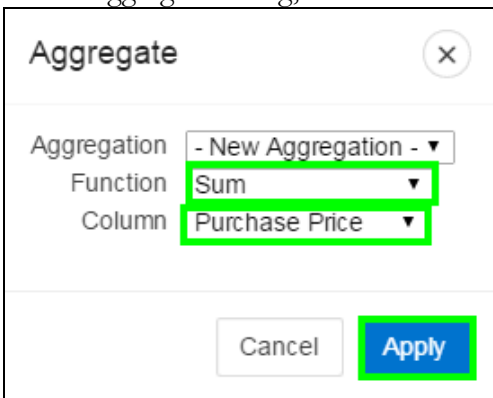 Aggregate
Aggregation - New Aggregation -
Function Sum
Column Purchase Price
Cancel Apply